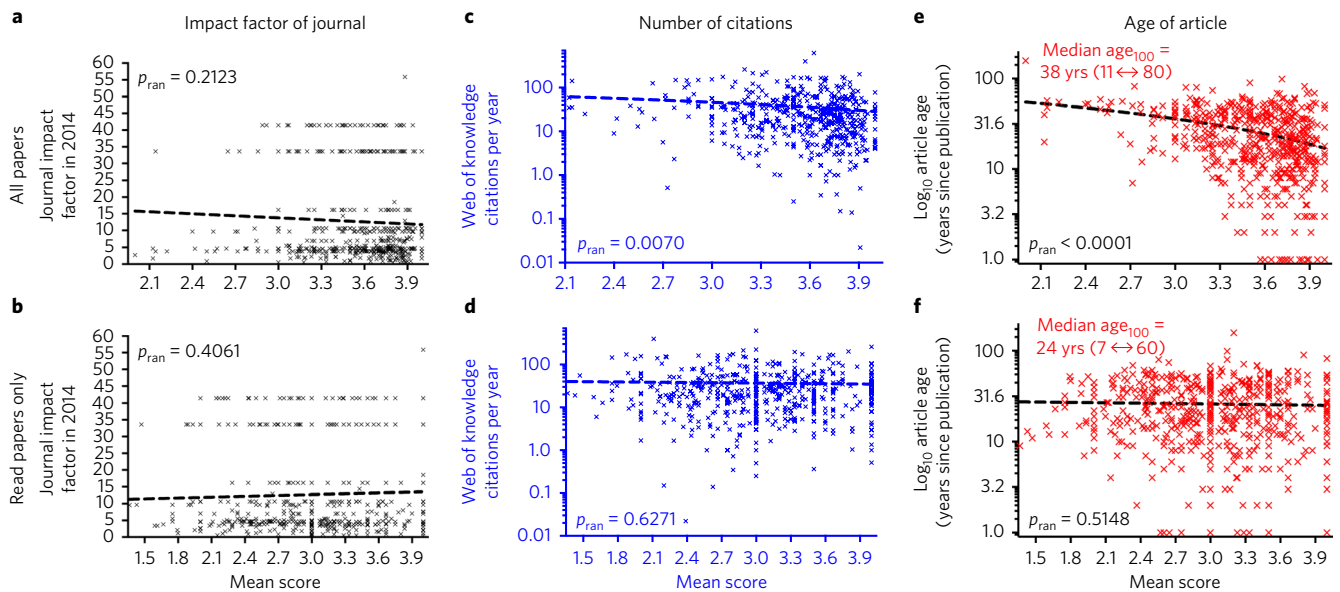 a
Impact factor of journal
All papers
Journal impact
factor in 2014
60
55
50
45
40
35
30
25
20
15
10
5
0
p_ran = 0.2123
2.1 2.4 2.7 3.0 3.3 3.6 3.9
b
Read papers only
Journal impact
factor in 2014
60
55
50
45
40
35
30
25
20
15
10
5
0
p_ran = 0.4061
1.5 1.8 2.1 2.4 2.7 3.0 3.3 3.6 3.9
Mean score
c
Number of citations
Web of knowledge
citations per year
100
10
1.0
0.1
0.01
p_ran = 0.0070
2.1 2.4 2.7 3.0 3.3 3.6 3.9
d
Web of knowledge
citations per year
100
10
1.0
0.1
0.01
p_ran = 0.6271
1.5 1.8 2.1 2.4 2.7 3.0 3.3 3.6 3.9
Mean score
e
Age of article
Log10 article age
(years since publication)
100
31.6
10
3.2
1.0
Median age100 =
38 yrs (11 ↔ 80)
p_ran < 0.0001
2.1 2.4 2.7 3.0 3.3 3.6 3.9
f
Log10 article age
(years since publication)
100
31.6
10
3.2
1.0
Median age100 =
24 yrs (7 ↔ 60)
p_ran = 0.5148
1.5 1.8 2.1 2.4 2.7 3.0 3.3 3.6 3.9
Mean score